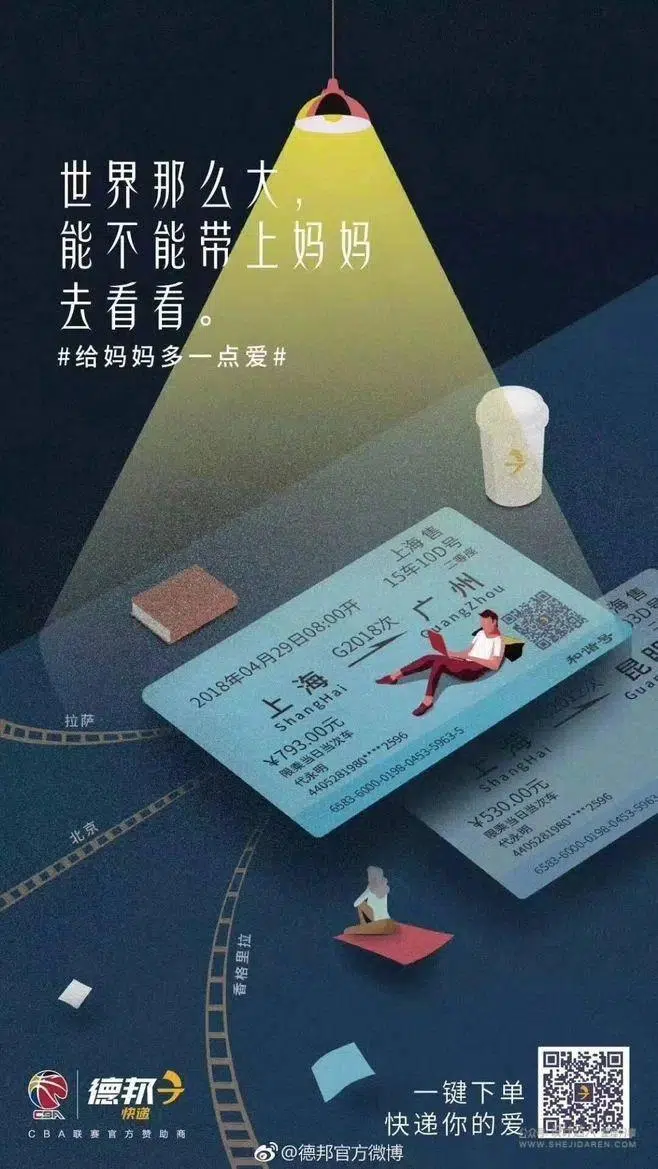 世界那么大，
能不能带上妈妈
去看看。
#给妈妈多一点爱#
上海售
15车10D号
二等座
2018年04月29日08:00开
G2018次
上海
ShangHai
广州
GuangZhou
¥793.00元
限乘当日当次车
代永明
4405281980****2596
6583-6000-0198-0453-5963-5
和谐号
上海售
3D号
昆明
上海
ShangHai
¥530.00元
限乘当日当次车
代永明
4405281980****2596
6583-6000-0198-0453-5963-5
拉萨
北京
香格里拉
CBA
德邦
快递
CBA联赛官方赞助商
一键下单
快递你的爱
@德邦官方微博
WWW.SHEJIDAREN.COM